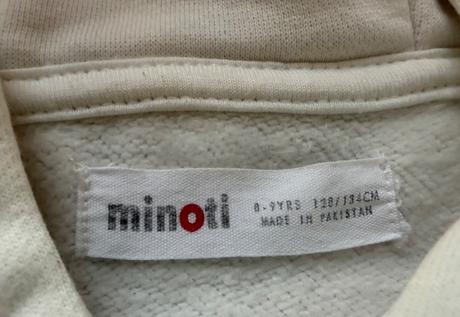 minoti
8-9YRS 128/134CM
MADE IN PAKISTAN